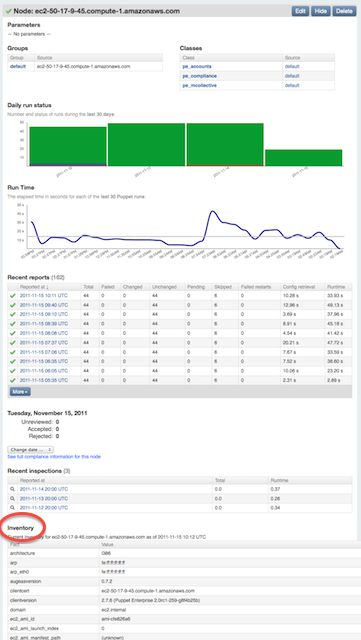 Node: ec2-50-17-9-45.compute-1.amazonaws.com Edit Hide Delete
Parameters
— No parameters —
Groups Classes
Group Source Class Source
default ec2-50-17-9-45.compute-1.amazonaws.com pe_accounts default
pe_compliance default
pe_mcollective default
Daily run status
Number and status of runs during the last 30 days:
Run Time
The elapsed time in seconds for each of the last 30 Puppet runs:
Recent reports (162)
Reported at ↓ Total Failed Changed Unchanged Pending Skipped Failed restarts Config retrieval Runtime
2011-11-15 10:11 UTC 44 0 0 44 0 6 0 10.28 s 33.93 s
2011-11-15 09:40 UTC 44 0 0 44 0 6 0 12.96 s 49.13 s
2011-11-15 09:10 UTC 44 0 0 44 0 6 0 3.69 s 37.96 s
2011-11-15 08:39 UTC 44 0 0 44 0 6 0 8.91 s 45.18 s
2011-11-15 08:08 UTC 44 0 0 44 0 6 0 4.54 s 41.42 s
2011-11-15 07:37 UTC 44 0 0 44 0 6 0 20.21 s 47.72 s
2011-11-15 07:06 UTC 44 0 0 44 0 6 0 7.67 s 33.59 s
2011-11-15 06:35 UTC 44 0 0 44 0 6 0 7.52 s 38.60 s
2011-11-15 06:05 UTC 44 0 0 44 0 6 0 10.08 s 23.20 s
2011-11-15 05:35 UTC 44 0 0 44 0 6 0 2.31 s 2.69 s
More »
Tuesday, November 15, 2011
Unreviewed: 0
Accepted: 0
Rejected: 0
Change date ...
See full compliance information for this node.
Recent inspections (3)
Reported at Total Runtime
2011-11-14 20:00 UTC 0.0 0.37
2011-11-13 20:00 UTC 0.0 0.26
2011-11-12 20:00 UTC 0.0 0.34
Inventory
Current inventory for ec2-50-17-9-45.compute-1.amazonaws.com as of 2011-11-15 10:12 UTC
Fact Value
architecture i386
arp fe:ff:ff:ff:ff:ff
arp_eth0 fe:ff:ff:ff:ff:ff
augeasversion 0.7.2
clientcert ec2-50-17-9-45.compute-1.amazonaws.com
clientversion 2.7.6 (Puppet Enterprise 2.0rc1-259-g8f4b25b)
domain ec2.internal
ec2_ami_id
ec2_ami_launch_index 0
ec2_ami_manifest_path (unknown)